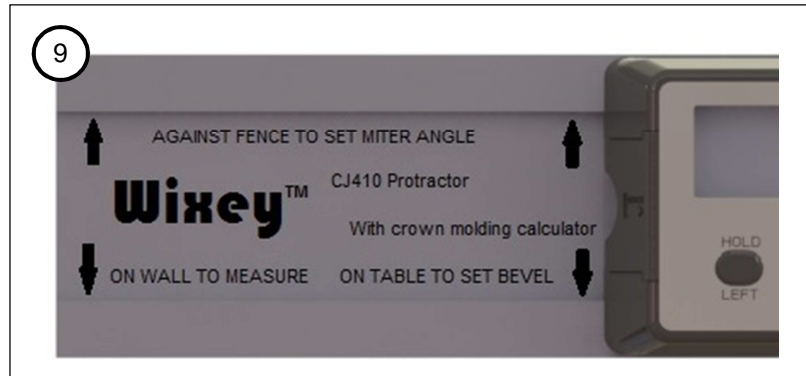 9
AGAINST FENCE TO SET MITER ANGLE
Wixey™
CJ410 Protractor
With crown molding calculator
ON WALL TO MEASURE
ON TABLE TO SET BEVEL
HOLD
LEFT